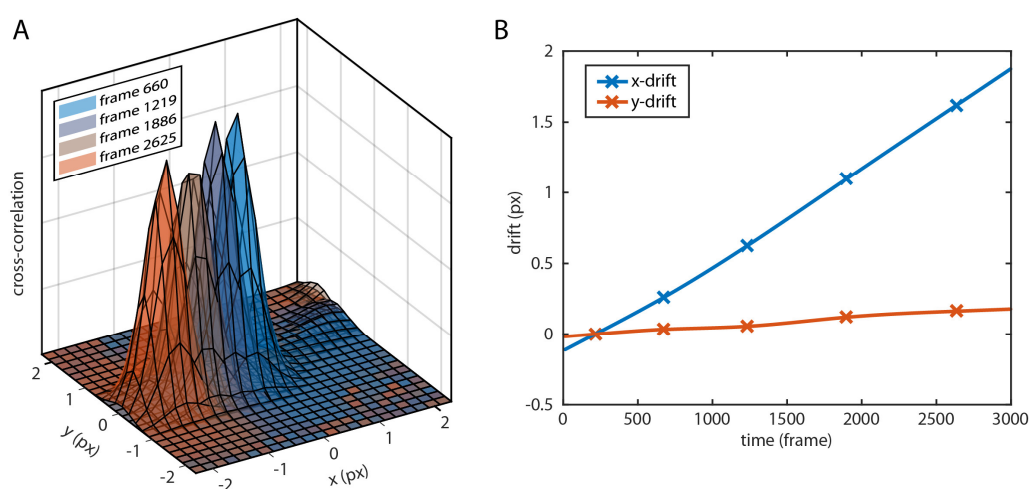 A
frame 660
frame 1219
frame 1886
frame 2625
cross-correlation
2
1
0
-1
-2
y (px)
-2
-1
0
1
2
x (px)
B
x-drift
y-drift
2
1.5
1
0.5
0
-0.5
drift (px)
0
500
1000
1500
2000
2500
3000
time (frame)